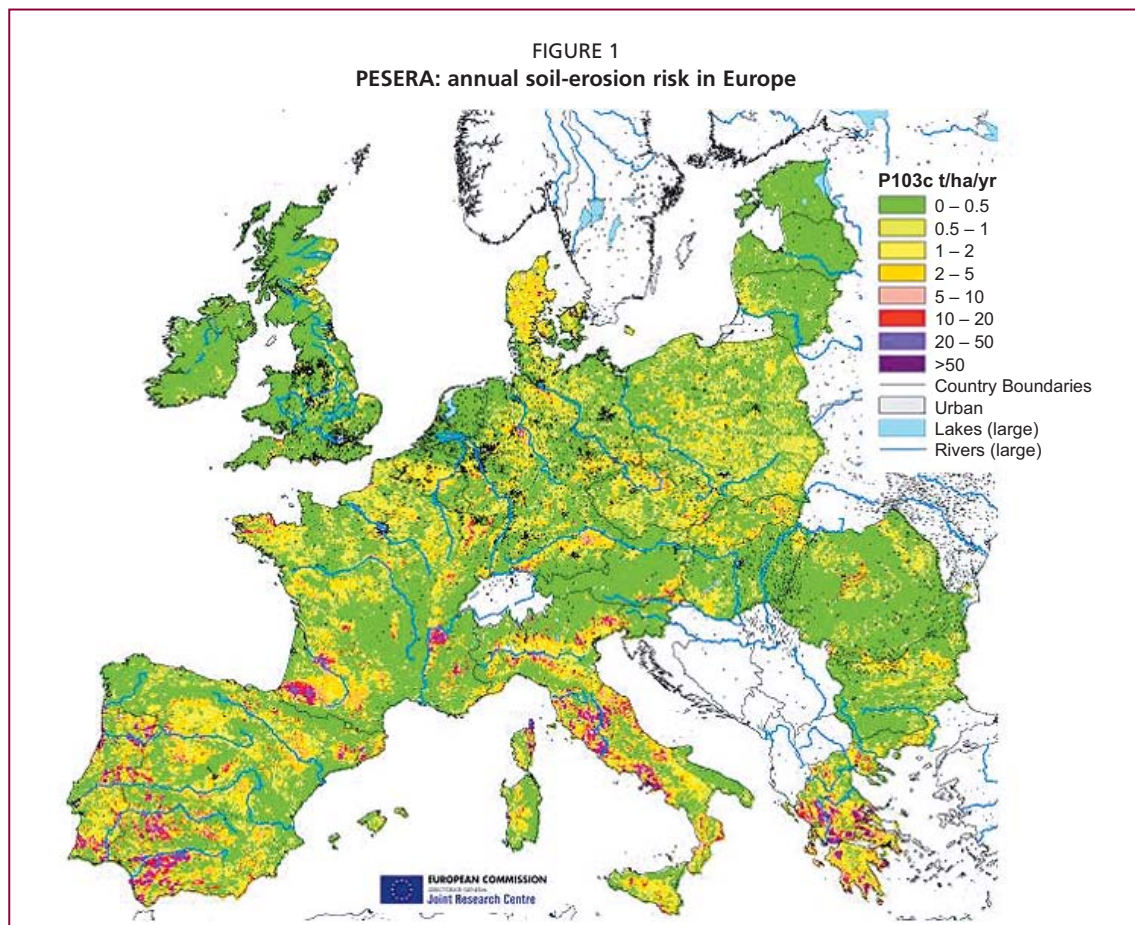 FIGURE 1
PESERA: annual soil-erosion risk in Europe
P103c t/ha/yr
0 – 0.5
0.5 – 1
1 – 2
2 – 5
5 – 10
10 – 20
20 – 50
>50
Country Boundaries
Urban
Lakes (large)
Rivers (large)
EUROPEAN COMMISSION
DIRECTORATE-GENERAL
Joint Research Centre